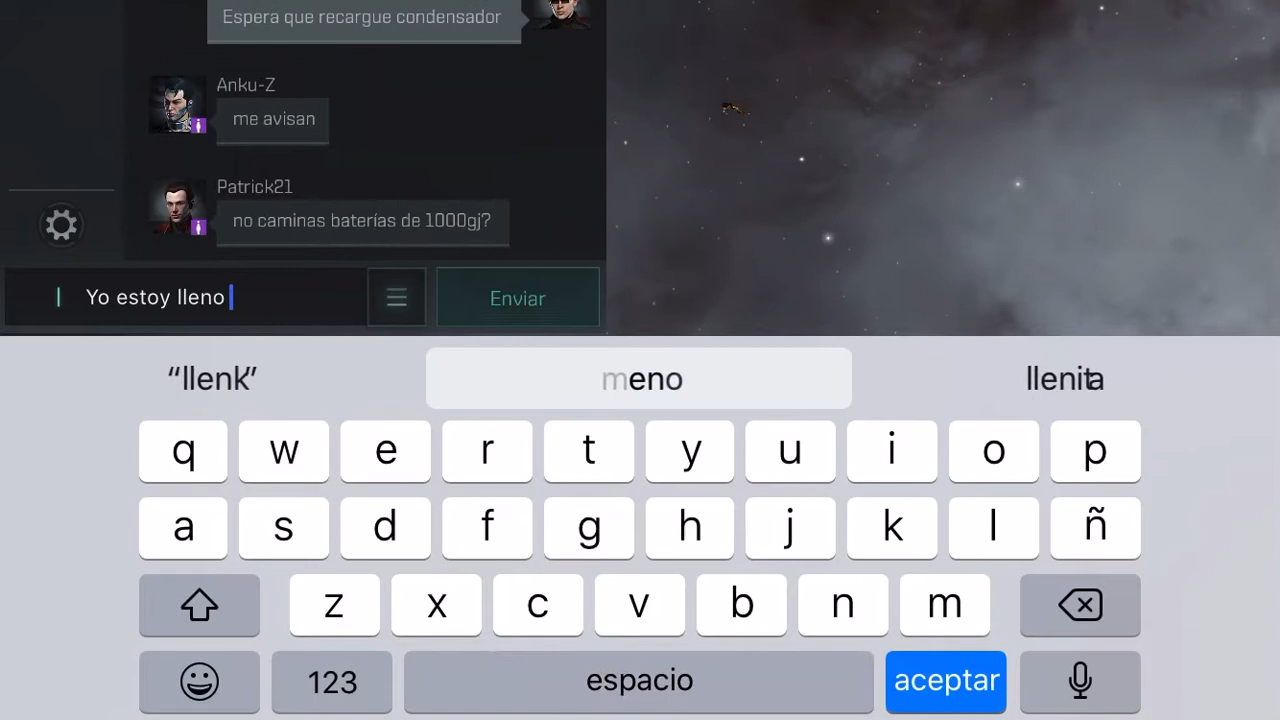 Espera que recargue condensador
Anku-Z
me avisan
Patrick21
no caminas baterías de 1000gj?
Yo estoy lleno
Enviar
“llenk” meno llenita
q w e r t y u i o p
a s d f g h j k l ñ
z x c v b n m
123 espacio aceptar